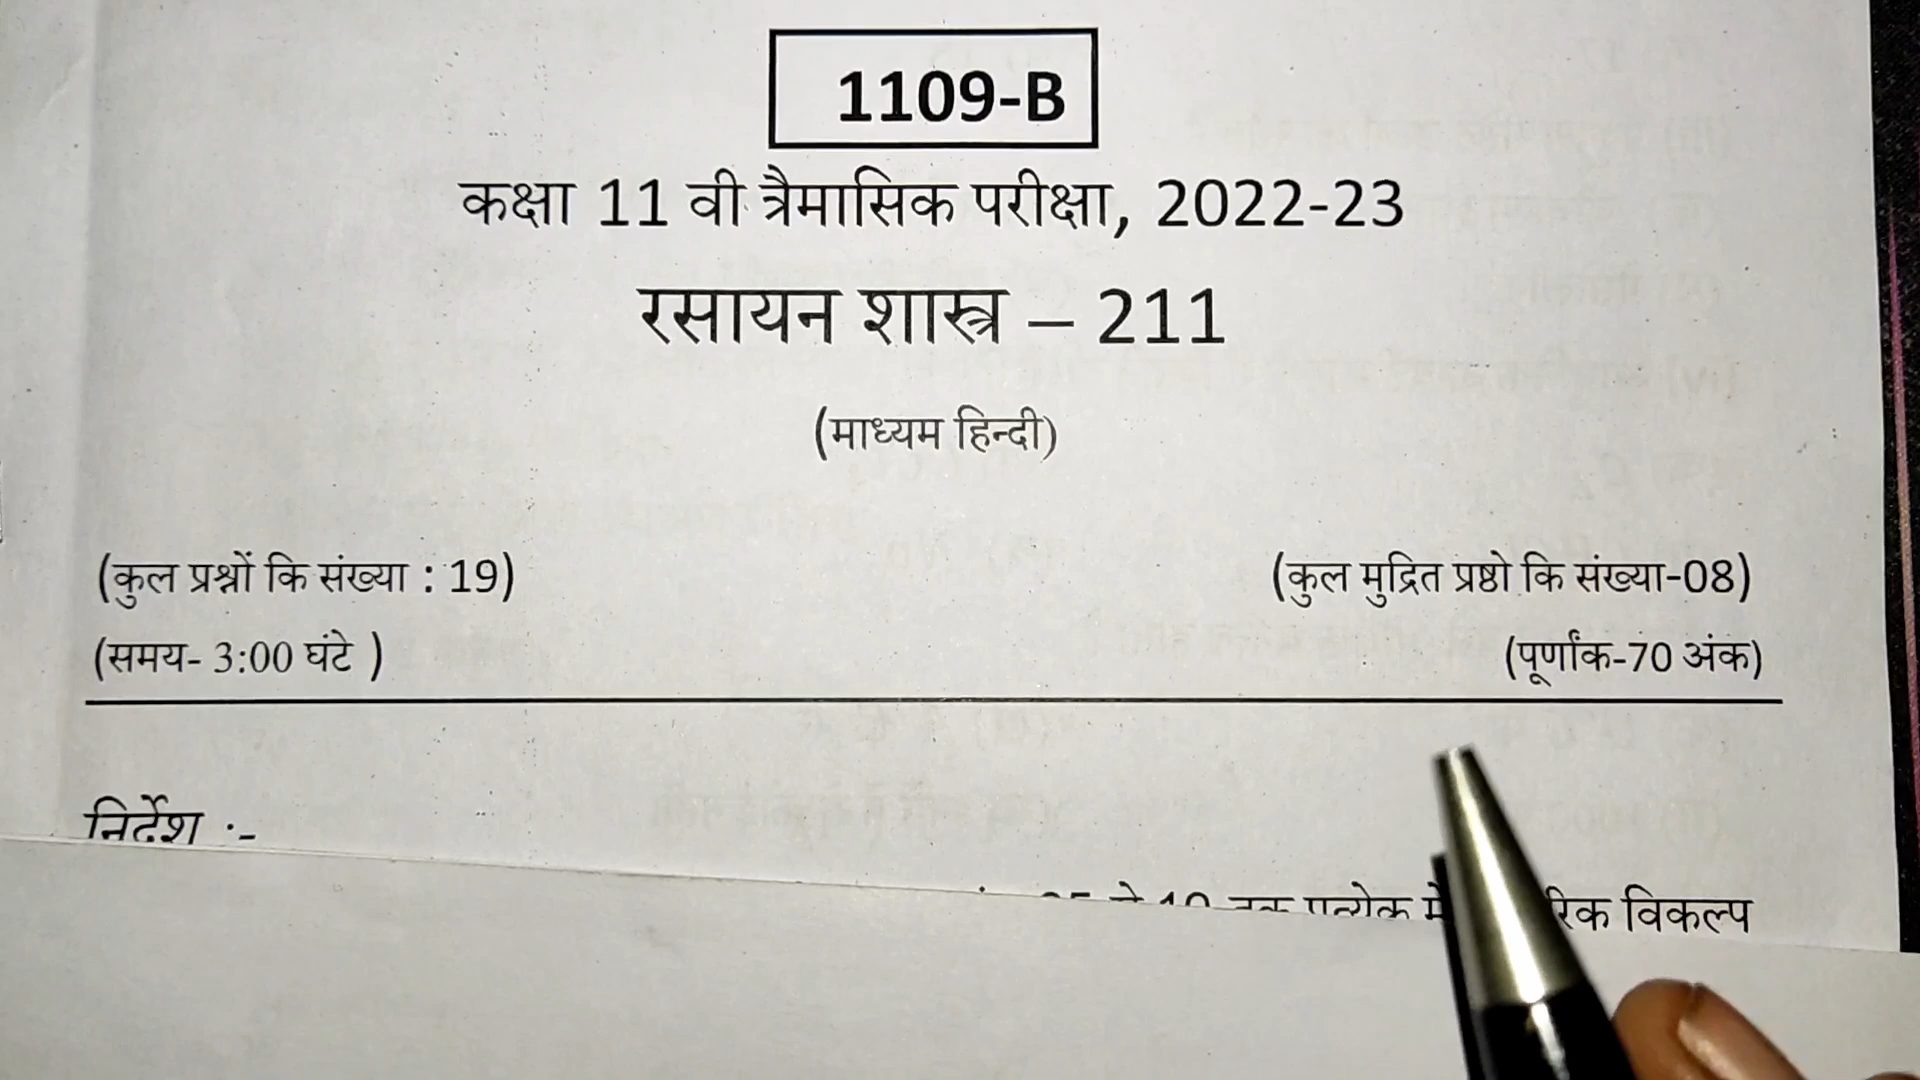 1109-B
कक्षा 11 वी त्रैमासिक परीक्षा, 2022-23
रसायन शास्त्र – 211
(माध्यम हिन्दी)
(कुल प्रश्नों कि संख्या : 19)
(कुल मुद्रित प्रष्ठो कि संख्या-08)
(समय- 3:00 घंटे )
(पूर्णांक-70 अंक)
निर्देश :-
विकल्प